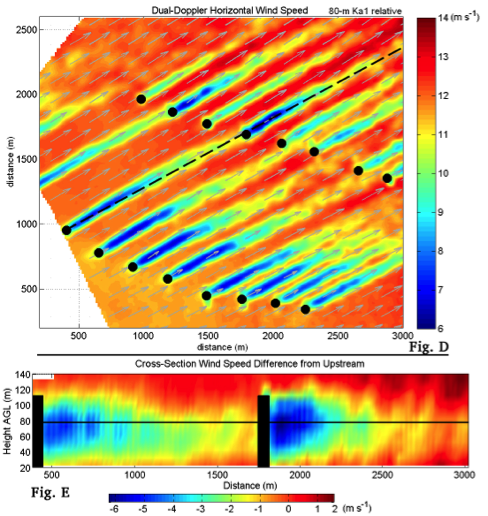 Dual-Doppler Horizontal Wind Speed 80-m Ka1 relative
14 (m s⁻¹)
2500
2000
1500
1000
500
distance (m)
13
12
11
10
9
8
7
6
500 1000 1500 2000 2500 3000
distance (m)
Fig. D
Cross-Section Wind Speed Difference from Upstream
Height AGL (m)
140
120
100
80
60
40
20
500 1000 1500 2000 2500 3000
Distance (m)
Fig. E
-6 -5 -4 -3 -2 -1 0 1 2 (m s⁻¹)